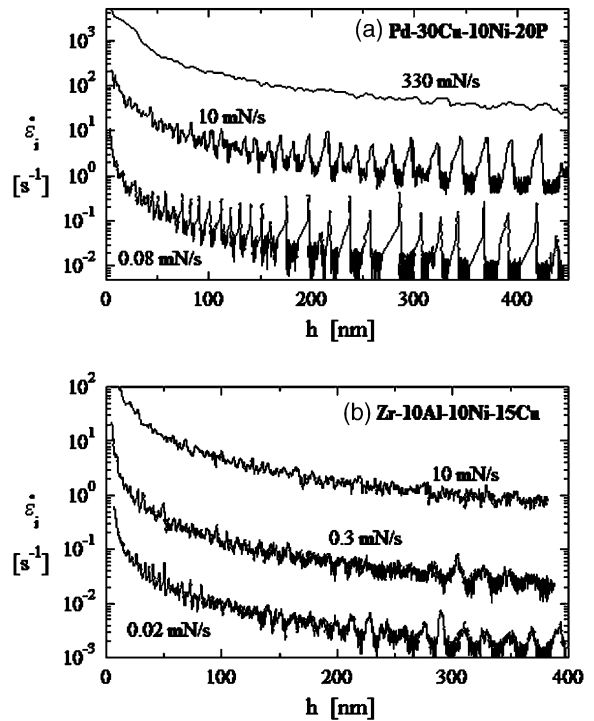 (a) Pd-30Cu-10Ni-20P
10³
10²
10¹
10⁰
10⁻¹
10⁻²
ε̇ᵢ
[s⁻¹]
330 mN/s
10 mN/s
0.08 mN/s
0 100 200 300 400
h [nm]
(b) Zr-10Al-10Ni-15Cu
10²
10¹
10⁰
10⁻¹
10⁻²
10⁻³
ε̇ᵢ
[s⁻¹]
10 mN/s
0.3 mN/s
0.02 mN/s
0 100 200 300 400
h [nm]